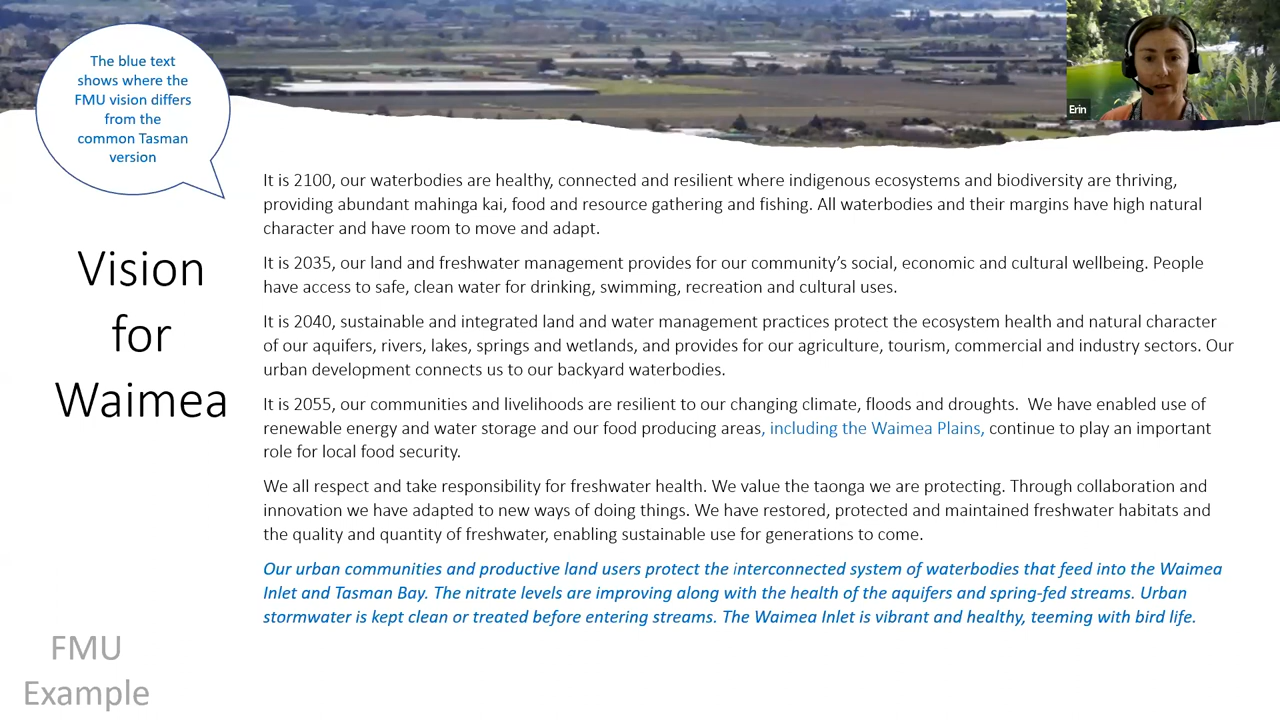 The blue text
shows where the
FMU vision differs
from the
common Tasman
version
Erin
Vision
for
Waimea
It is 2100, our waterbodies are healthy, connected and resilient where indigenous ecosystems and biodiversity are thriving,
providing abundant mahinga kai, food and resource gathering and fishing. All waterbodies and their margins have high natural
character and have room to move and adapt.
It is 2035, our land and freshwater management provides for our community's social, economic and cultural wellbeing. People
have access to safe, clean water for drinking, swimming, recreation and cultural uses.
It is 2040, sustainable and integrated land and water management practices protect the ecosystem health and natural character
of our aquifers, rivers, lakes, springs and wetlands, and provides for our agriculture, tourism, commercial and industry sectors. Our
urban development connects us to our backyard waterbodies.
It is 2055, our communities and livelihoods are resilient to our changing climate, floods and droughts. We have enabled use of
renewable energy and water storage and our food producing areas, including the Waimea Plains, continue to play an important
role for local food security.
We all respect and take responsibility for freshwater health. We value the taonga we are protecting. Through collaboration and
innovation we have adapted to new ways of doing things. We have restored, protected and maintained freshwater habitats and
the quality and quantity of freshwater, enabling sustainable use for generations to come.
Our urban communities and productive land users protect the interconnected system of waterbodies that feed into the Waimea
Inlet and Tasman Bay. The nitrate levels are improving along with the health of the aquifers and spring-fed streams. Urban
stormwater is kept clean or treated before entering streams. The Waimea Inlet is vibrant and healthy, teeming with bird life.
FMU
Example